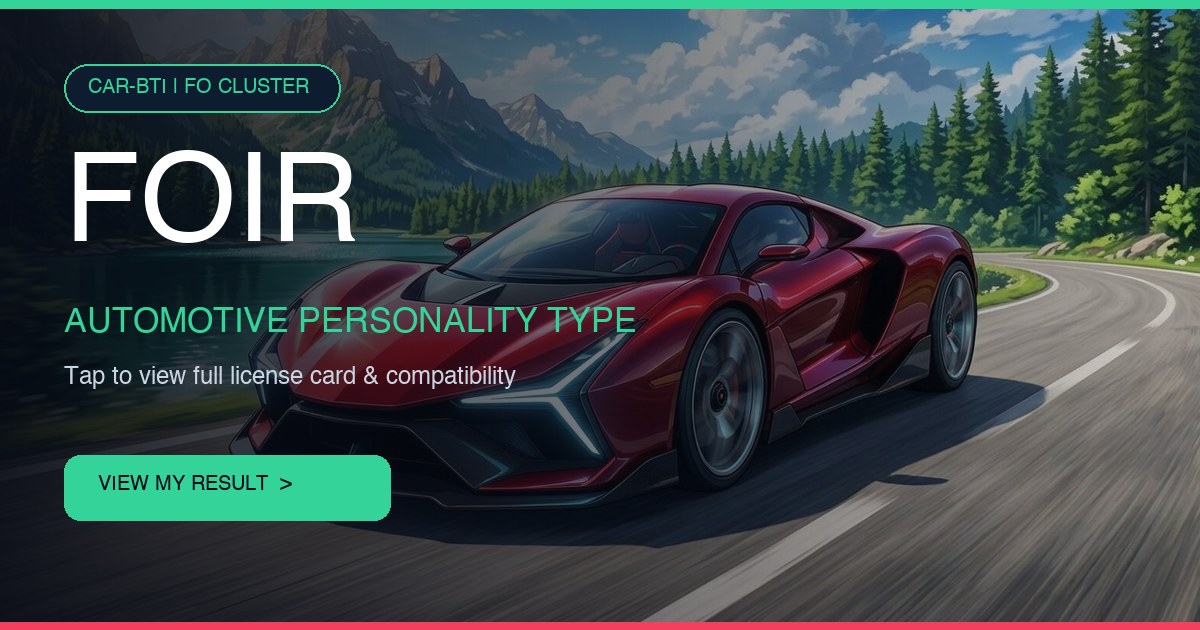 CAR-BTI | FO CLUSTER
FOIR
AUTOMOTIVE PERSONALITY TYPE
Tap to view full license card & compatibility
VIEW MY RESULT >